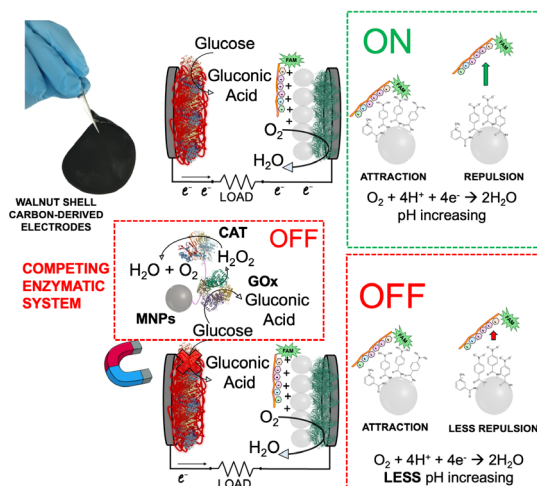 Glucose
Gluconic
Acid
FAM
+
+
+
+
O₂
H₂O
e⁻ e⁻
LOAD
e⁻ e⁻
WALNUT SHELL
CARBON-DERIVED
ELECTRODES
ON
FAM
FAM
ATTRACTION
REPULSION
O₂ + 4H⁺ + 4e⁻ → 2H₂O
pH increasing
COMPETING
ENZYMATIC
SYSTEM
OFF
CAT
H₂O + O₂
H₂O₂
GOx
Gluconic
Acid
MNPs
Glucose
Gluconic
Acid
FAM
+
+
+
+
O₂
H₂O
e⁻
LOAD
OFF
FAM
FAM
ATTRACTION
LESS REPULSION
O₂ + 4H⁺ + 4e⁻ → 2H₂O
LESS pH increasing